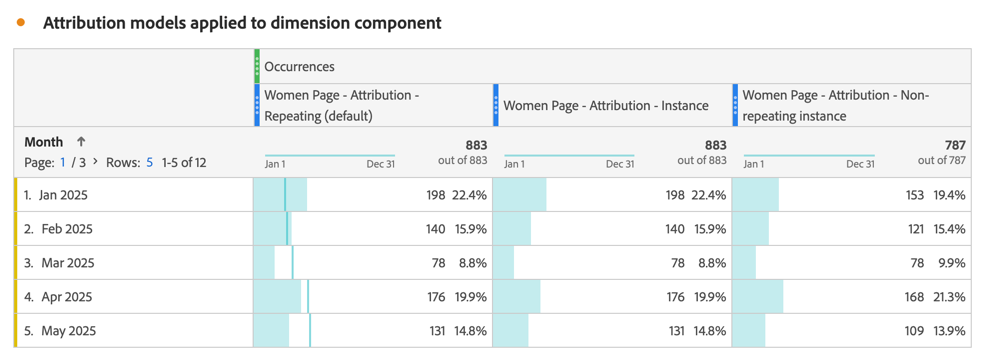 Attribution models applied to dimension component
Occurrences
Women Page - Attribution - Repeating (default)
Women Page - Attribution - Instance
Women Page - Attribution - Non-repeating instance
Month ↑
Page: 1 / 3 > Rows: 5 1-5 of 12
883
out of 883
Jan 1 Dec 31
883
out of 883
Jan 1 Dec 31
787
out of 787
Jan 1 Dec 31
1. Jan 2025 198 22.4% 198 22.4% 153 19.4%
2. Feb 2025 140 15.9% 140 15.9% 121 15.4%
3. Mar 2025 78 8.8% 78 8.8% 78 9.9%
4. Apr 2025 176 19.9% 176 19.9% 168 21.3%
5. May 2025 131 14.8% 131 14.8% 109 13.9%